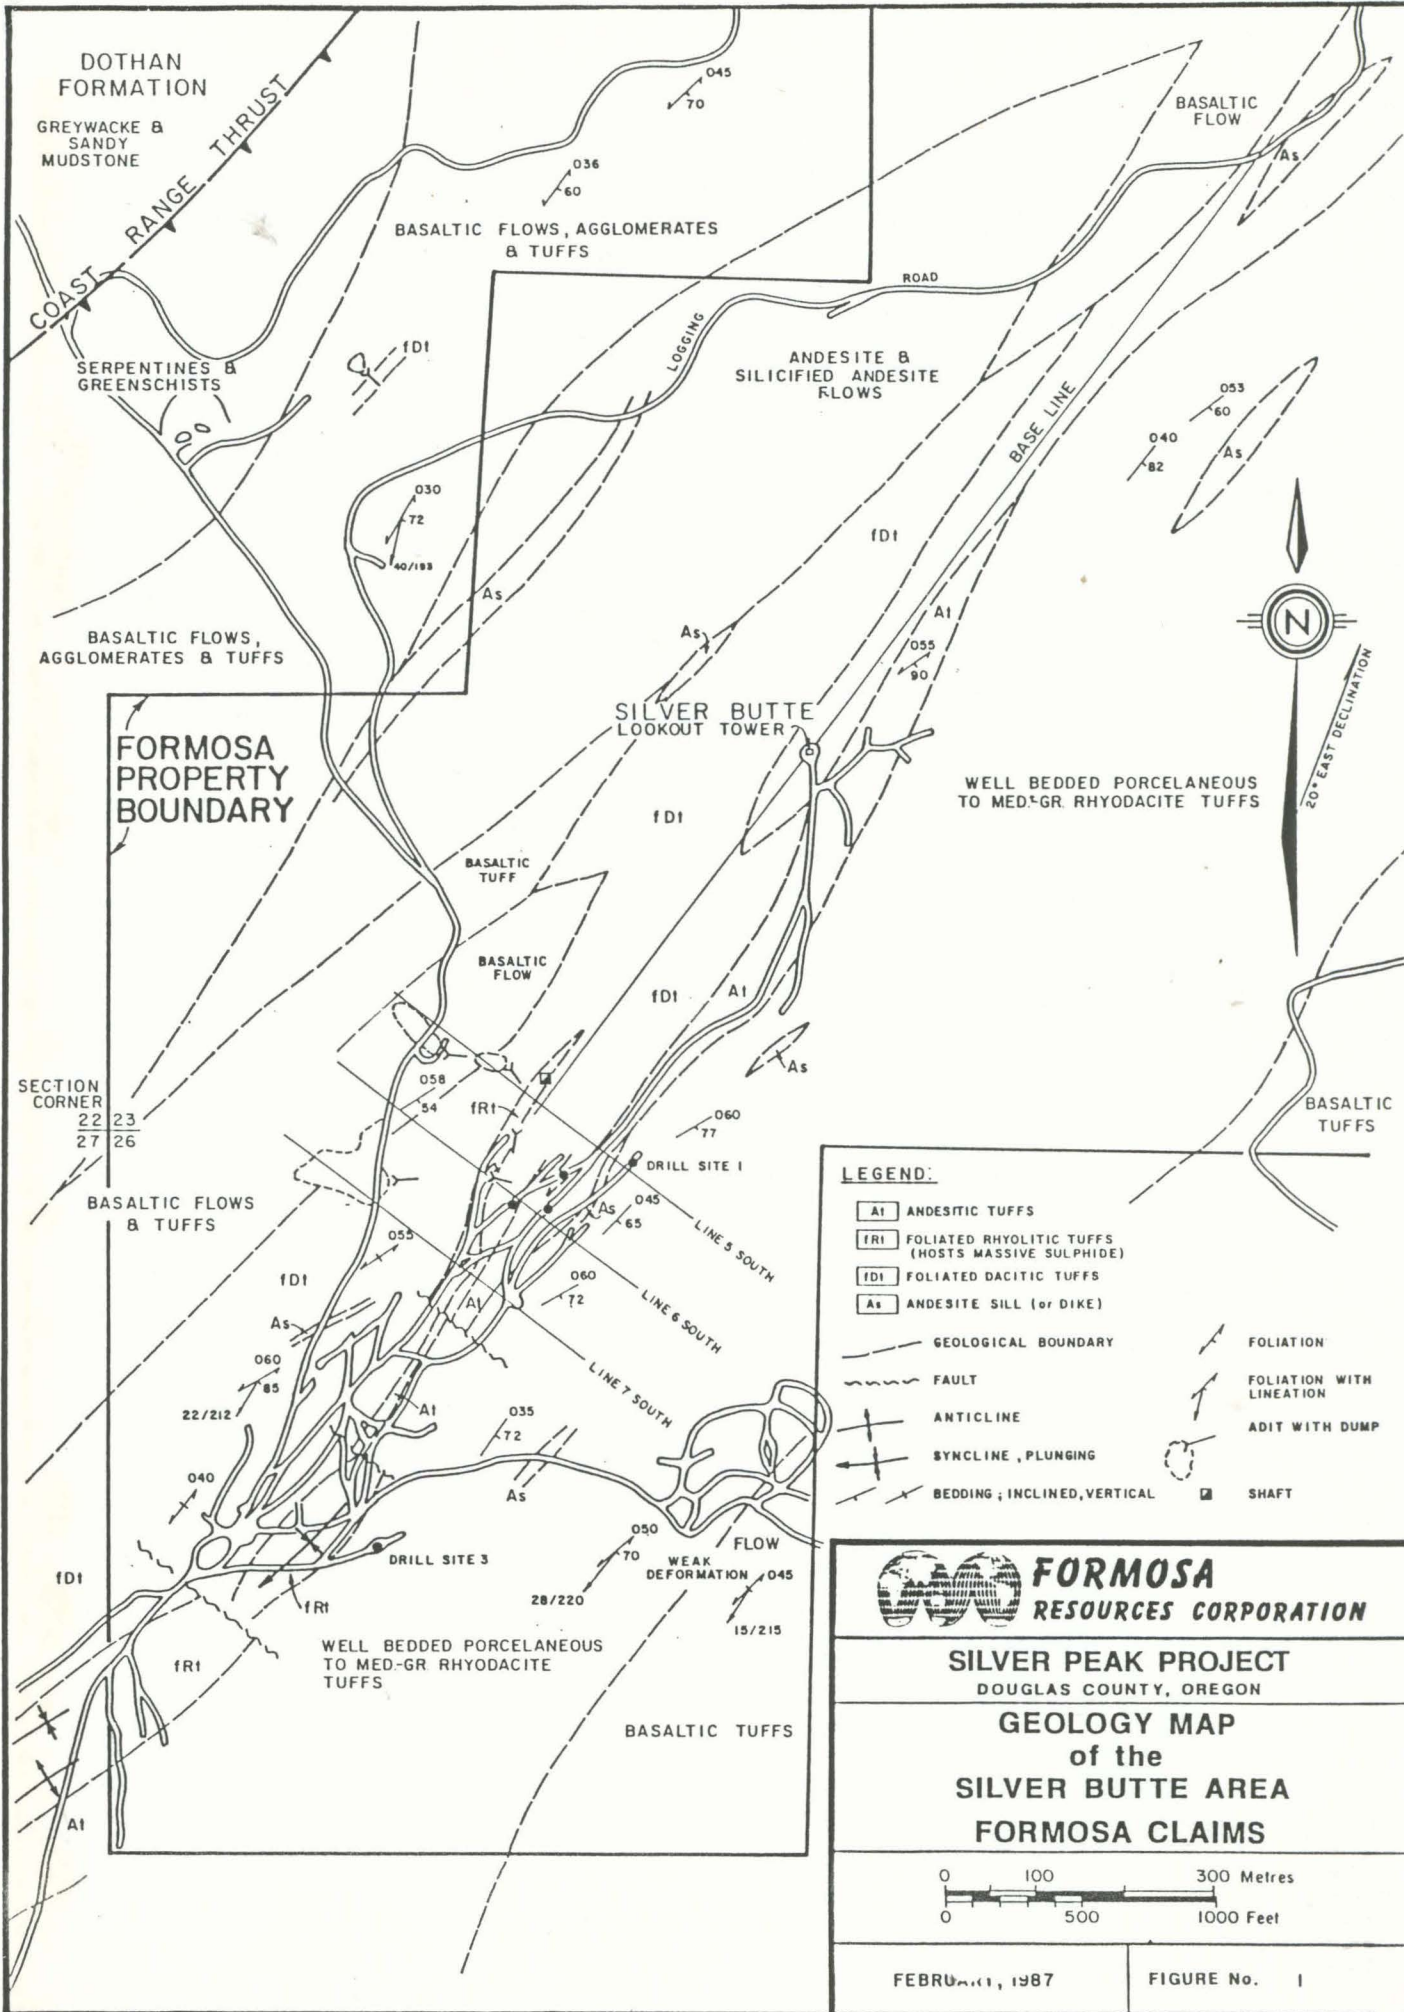 DOTHAN
FORMATION
GREYWACKE &
SANDY
MUDSTONE
COAST RANGE THRUST
045
70
036
60
BASALTIC FLOWS, AGGLOMERATES
& TUFFS
BASALTIC
FLOW
As
ROAD
LOGGING
fDt
SERPENTINES &
GREENSCHISTS
ANDESITE &
SILICIFIED ANDESITE
FLOWS
BASE LINE
053
60
040
82
As
030
72
40/193
As
fDt
At
As
055
90
N
20° EAST DECLINATION
BASALTIC FLOWS,
AGGLOMERATES & TUFFS
SILVER BUTTE
LOOKOUT TOWER
FORMOSA
PROPERTY
BOUNDARY
WELL BEDDED PORCELANEOUS
TO MED-GR. RHYODACITE TUFFS
fDt
BASALTIC
TUFF
BASALTIC
FLOW
fDt
At
As
SECTION
CORNER
22 23
27 26
058
54
fRt
060
77
BASALTIC
TUFFS
DRILL SITE 1
BASALTIC FLOWS
& TUFFS
As
045
65
LINE 5 SOUTH
055
fDt
060
72
At
LINE 6 SOUTH
As
060
85
22/212
LINE 7 SOUTH
At
035
72
As
040
DRILL SITE 3
050
70
28/220
WEAK
DEFORMATION
FLOW
045
15/215
fDt
fRt
fRt
WELL BEDDED PORCELANEOUS
TO MED-GR. RHYODACITE
TUFFS
BASALTIC TUFFS
At
LEGEND:
At ANDESITIC TUFFS
fRt FOLIATED RHYOLITIC TUFFS
(HOSTS MASSIVE SULPHIDE)
fDt FOLIATED DACITIC TUFFS
As ANDESITE SILL (or DIKE)
GEOLOGICAL BOUNDARY
FAULT
ANTICLINE
SYNCLINE, PLUNGING
BEDDING; INCLINED, VERTICAL
FOLIATION
FOLIATION WITH
LINEATION
ADIT WITH DUMP
SHAFT
FORMOSA
RESOURCES CORPORATION
SILVER PEAK PROJECT
DOUGLAS COUNTY, OREGON
GEOLOGY MAP
of the
SILVER BUTTE AREA
FORMOSA CLAIMS
0 100 300 Metres
0 500 1000 Feet
FEBRUARY, 1987
FIGURE No. 1